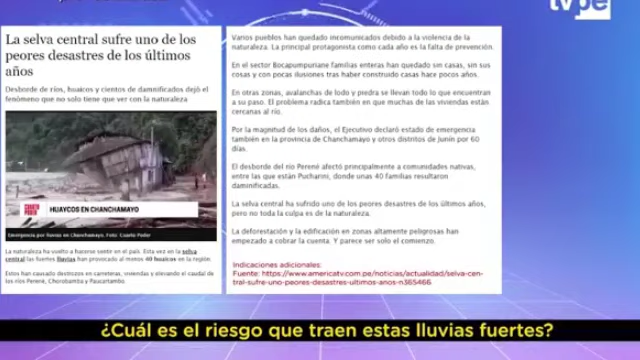 tvpe
La selva central sufre uno de los
peores desastres de los últimos
años
Desborde de ríos, huaicos y cientos de damnificados dejó el
fenómeno que no solo tiene que ver con la naturaleza
CUARTO
PODER
HUAYCOS EN CHANCHAMAYO
Emergencia por lluvias en Chanchamayo. Foto: Cuarto Poder
La naturaleza ha vuelto a hacerse sentir en el país. Esta vez en la selva
central las fuertes lluvias han provocado al menos 40 huaicos en la región.
Estos han causado destrozos en carreteras, viviendas y elevando el caudal de
los ríos Perené, Chorobamba y Paucartambo.
Varios pueblos han quedado incomunicados debido a la violencia de la
naturaleza. La principal protagonista como cada año es la falta de prevención.
En el sector Bocapumpuriane familias enteras han quedado sin casas, sin sus
cosas y con pocas ilusiones tras haber construido casas hace pocos años.
En otras zonas, avalanchas de lodo y piedra se llevan todo lo que encuentran
a su paso. El problema radica también en que muchas de las viviendas están
cercanas al río.
Por la magnitud de los daños, el Ejecutivo declaró estado de emergencia
también en la provincia de Chanchamayo y otros distritos de Junín por 60
días.
El desborde del río Perené afectó principalmente a comunidades nativas,
entre las que están Pucharini, donde unas 40 familias resultaron
daminificadas.
La selva central ha sufrido uno de los peores desastres de los últimos años,
pero no toda la culpa es de la naturaleza.
La deforestación y la edificación en zonas altamente peligrosas han
empezado a cobrar la cuenta. Y parece ser solo el comienzo.
Indicaciones adicionales:
Fuente: https://www.americatv.com.pe/noticias/actualidad/selva-cen-
tral-sufre-uno-peores-desastres-ultimos-anos-n365466
¿Cuál es el riesgo que traen estas lluvias fuertes?